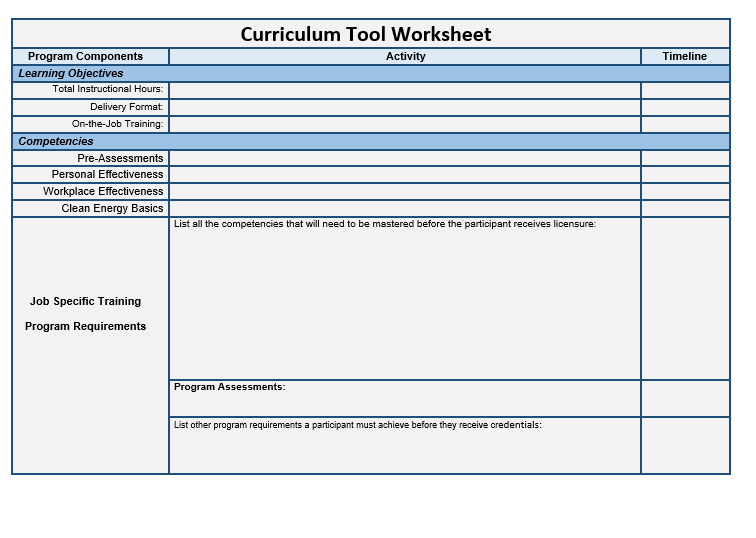 Curriculum Tool Worksheet
Program Components Activity Timeline
Learning Objectives
Total Instructional Hours:
Delivery Format:
On-the-Job Training:
Competencies
Pre-Assessments
Personal Effectiveness
Workplace Effectiveness
Clean Energy Basics
List all the competencies that will need to be mastered before the participant receives licensure:
Job Specific Training
Program Requirements
Program Assessments:
List other program requirements a participant must achieve before they receive credentials: